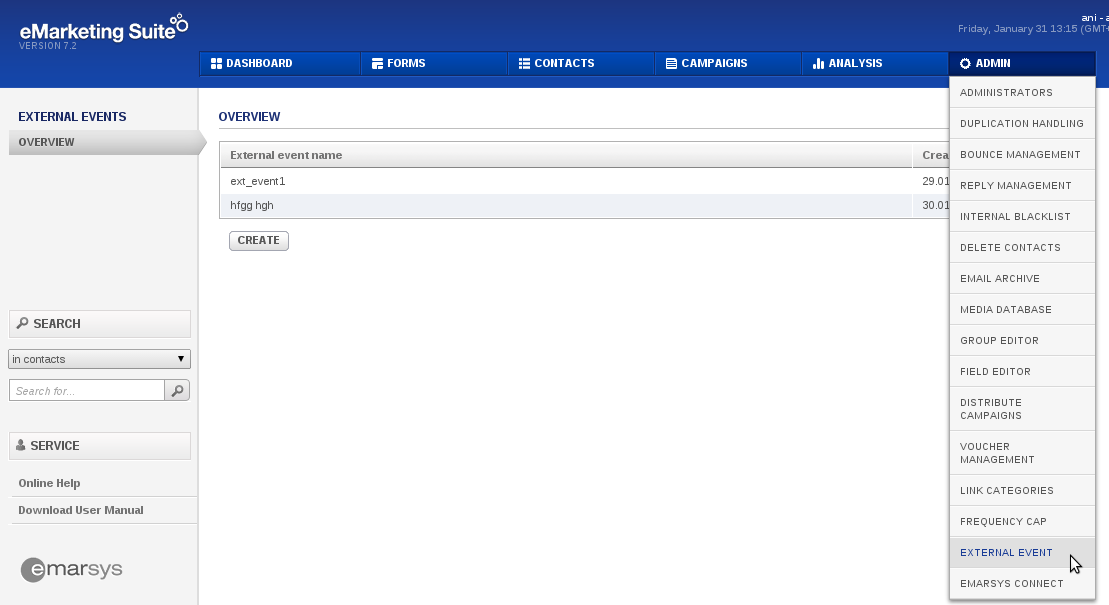 eMarketing Suite
VERSION 7.2
ani - a
Friday, January 31 13:15 (GMT+
DASHBOARD
FORMS
CONTACTS
CAMPAIGNS
ANALYSIS
ADMIN
EXTERNAL EVENTS
OVERVIEW
OVERVIEW
External event name
Crea
ext_event1
29.01
hfgg hgh
30.01
CREATE
SEARCH
in contacts
Search for...
SERVICE
Online Help
Download User Manual
emarsys
ADMINISTRATORS
DUPLICATION HANDLING
BOUNCE MANAGEMENT
REPLY MANAGEMENT
INTERNAL BLACKLIST
DELETE CONTACTS
EMAIL ARCHIVE
MEDIA DATABASE
GROUP EDITOR
FIELD EDITOR
DISTRIBUTE
CAMPAIGNS
VOUCHER
MANAGEMENT
LINK CATEGORIES
FREQUENCY CAP
EXTERNAL EVENT
EMARSYS CONNECT